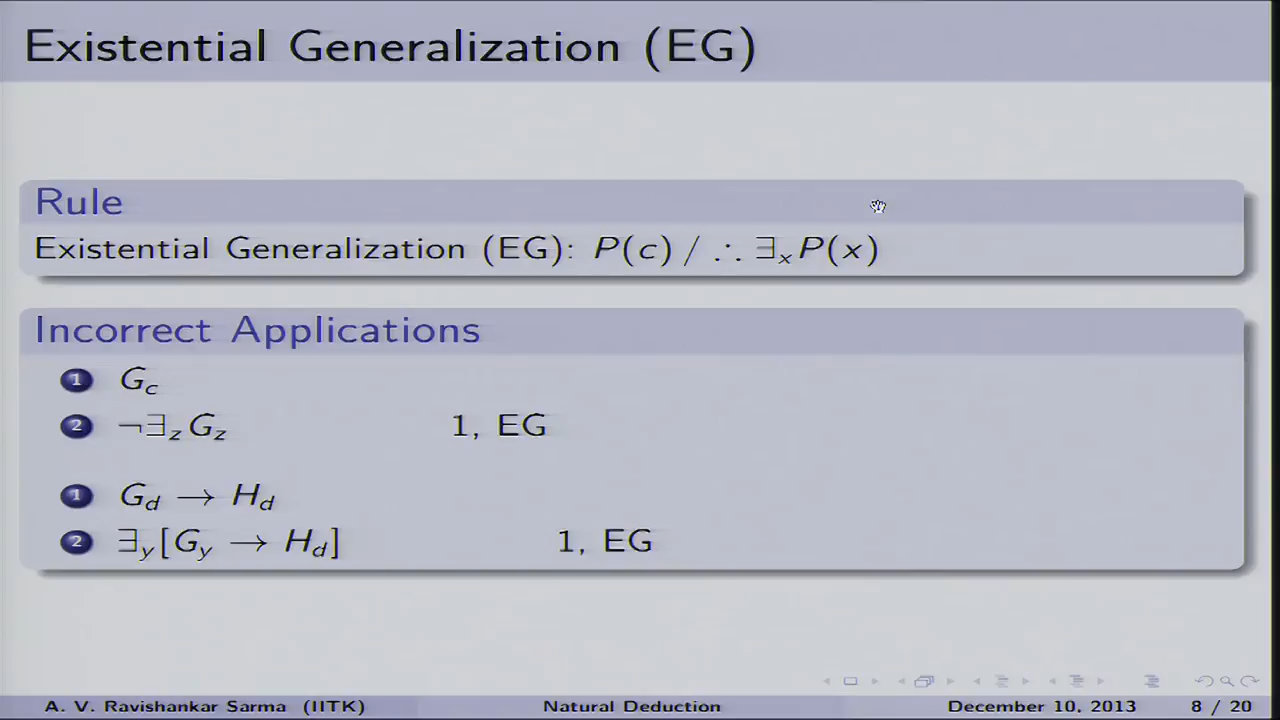 Existential Generalization (EG)
Rule
Existential Generalization (EG): P(c) / ∴ ∃ₓP(x)
Incorrect Applications
1 G_c
2 ¬∃_z G_z 1, EG
1 G_d → H_d
2 ∃_y[G_y → H_d] 1, EG
A. V. Ravishankar Sarma (IITK) Natural Deduction December 10, 2013 8 / 20